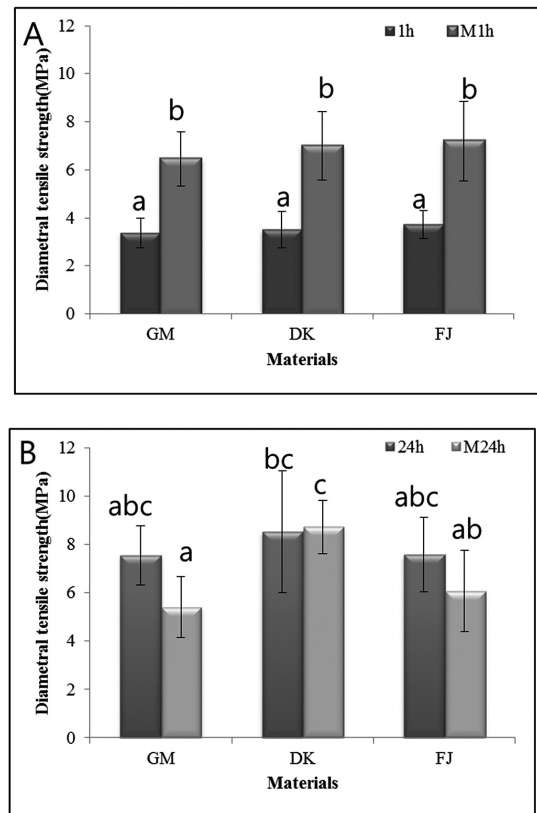 A
1h M1h
Diametral tensile strength(MPa)
12
10
8
6
4
2
0
a b a b a b
GM DK FJ
Materials
B
24h M24h
Diametral tensile strength(MPa)
12
10
8
6
4
2
0
abc a bc c abc ab
GM DK FJ
Materials